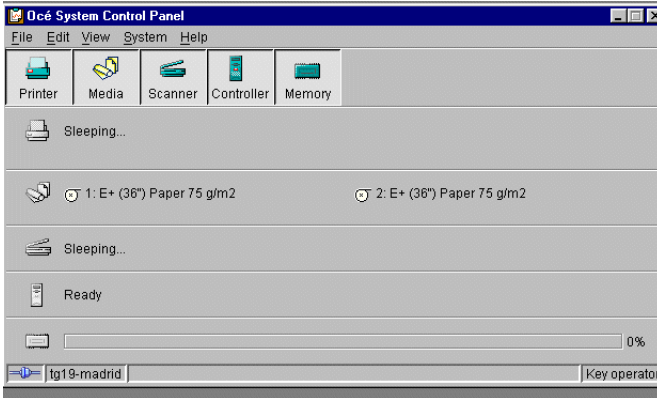 Océ System Control Panel
File Edit View System Help
Printer Media Scanner Controller Memory
Sleeping...
1: E+ (36") Paper 75 g/m2 2: E+ (36") Paper 75 g/m2
Sleeping...
Ready
0%
tg19-madrid Key operator